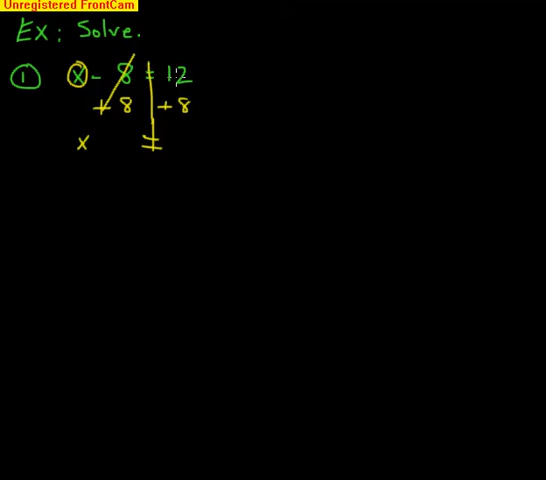 Unregistered FrontCam
Ex: Solve.
① x - 8 = 12
+ 8 + 8
x =